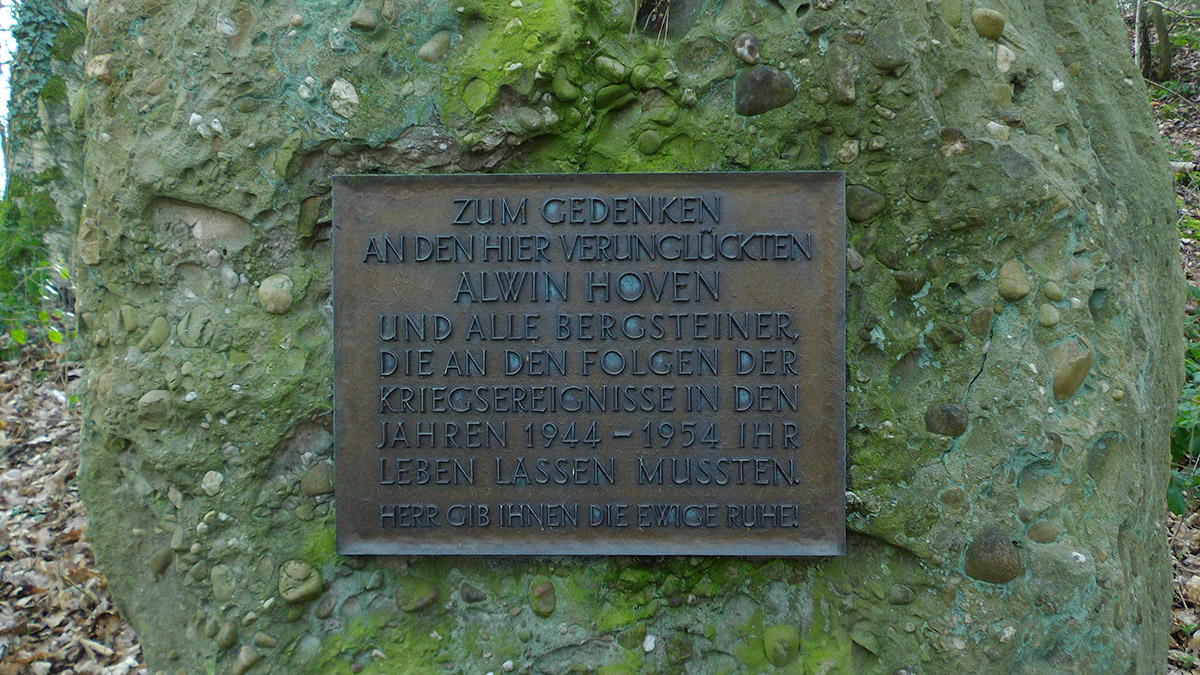 ZUM GEDENKEN
AN DEN HIER VERUNGLÜCKTEN
ALWIN HOVEN
UND ALLE BERGSTEINER,
DIE AN DEN FOLGEN DER
KRIEGSEREIGNISSE IN DEN
JAHREN 1944 – 1954 IHR
LEBEN LASSEN MUSSTEN.
HERR GIB IHNEN DIE EWIGE RUHE!